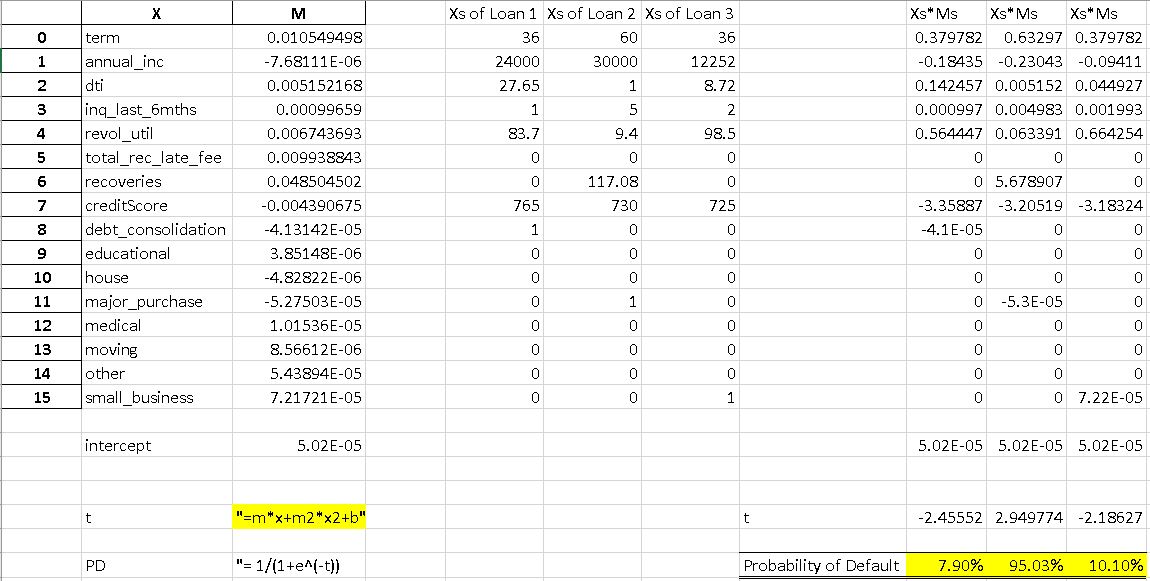 X M Xs of Loan 1 Xs of Loan 2 Xs of Loan 3 Xs*Ms Xs*Ms Xs*Ms
0 term 0.010549498 36 60 36 0.379782 0.63297 0.379782
1 annual_inc -7.68111E-06 24000 30000 12252 -0.18435 -0.23043 -0.09411
2 dti 0.005152168 27.65 1 8.72 0.142457 0.005152 0.044927
3 inq_last_6mths 0.00099659 1 5 2 0.000997 0.004983 0.001993
4 revol_util 0.006743693 83.7 9.4 98.5 0.564447 0.063391 0.664254
5 total_rec_late_fee 0.009938843 0 0 0 0 0 0
6 recoveries 0.048504502 0 117.08 0 0 5.678907 0
7 creditScore -0.004390675 765 730 725 -3.35887 -3.20519 -3.18324
8 debt_consolidation -4.13142E-05 1 0 0 -4.1E-05 0 0
9 educational 3.85148E-06 0 0 0 0 0 0
10 house -4.82822E-06 0 0 0 0 0 0
11 major_purchase -5.27503E-05 0 1 0 0 -5.3E-05 0
12 medical 1.01536E-05 0 0 0 0 0 0
13 moving 8.56612E-06 0 0 0 0 0 0
14 other 5.43894E-05 0 0 0 0 0 0
15 small_business 7.21721E-05 0 0 1 0 0 7.22E-05
intercept 5.02E-05 5.02E-05 5.02E-05 5.02E-05
t "=m*x+m2*x2+b" t -2.45552 2.949774 -2.18627
PD "= 1/(1+e^(-t)) Probability of Default 7.90% 95.03% 10.10%